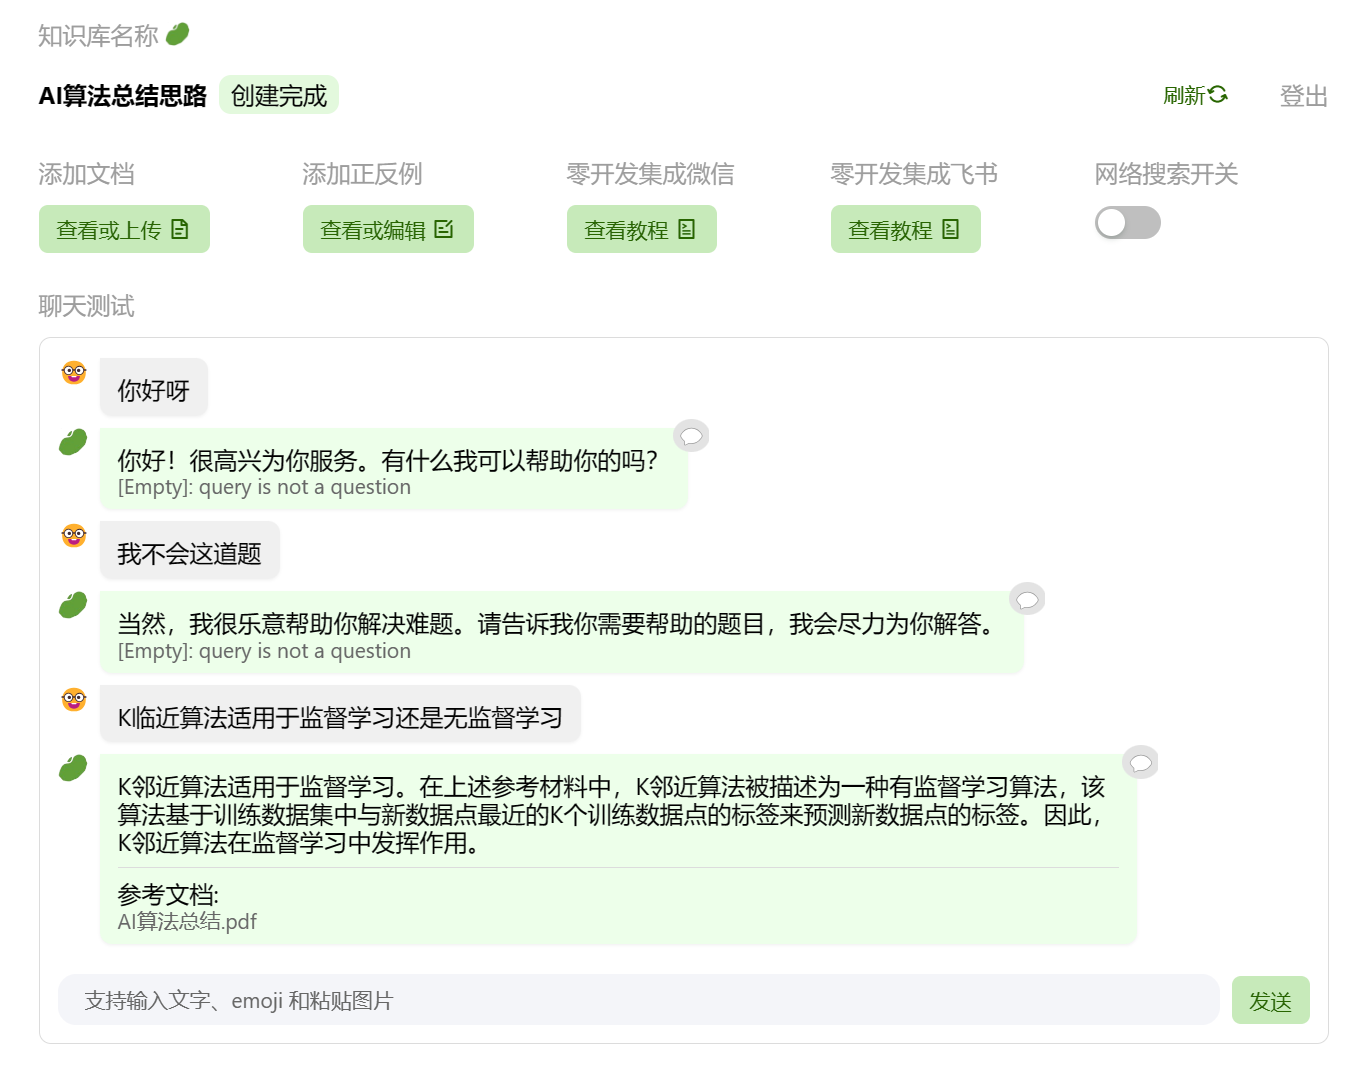 知识库名称
AI算法总结思路 创建完成 刷新 登出
添加文档 添加正反例 零开发集成微信 零开发集成飞书 网络搜索开关
查看或上传 查看或编辑 查看教程 查看教程
聊天测试
你好呀
你好！很高兴为你服务。有什么我可以帮助你的吗？
[Empty]: query is not a question
我不会这道题
当然，我很乐意帮助你解决难题。请告诉我你需要帮助的题目，我会尽力为你解答。
[Empty]: query is not a question
K临近算法适用于监督学习还是无监督学习
K邻近算法适用于监督学习。在上述参考材料中，K邻近算法被描述为一种有监督学习算法，该
算法基于训练数据集中与新数据点最近的K个训练数据点的标签来预测新数据点的标签。因此，
K邻近算法在监督学习中发挥作用。
参考文档:
AI算法总结.pdf
支持输入文字、emoji 和粘贴图片 发送